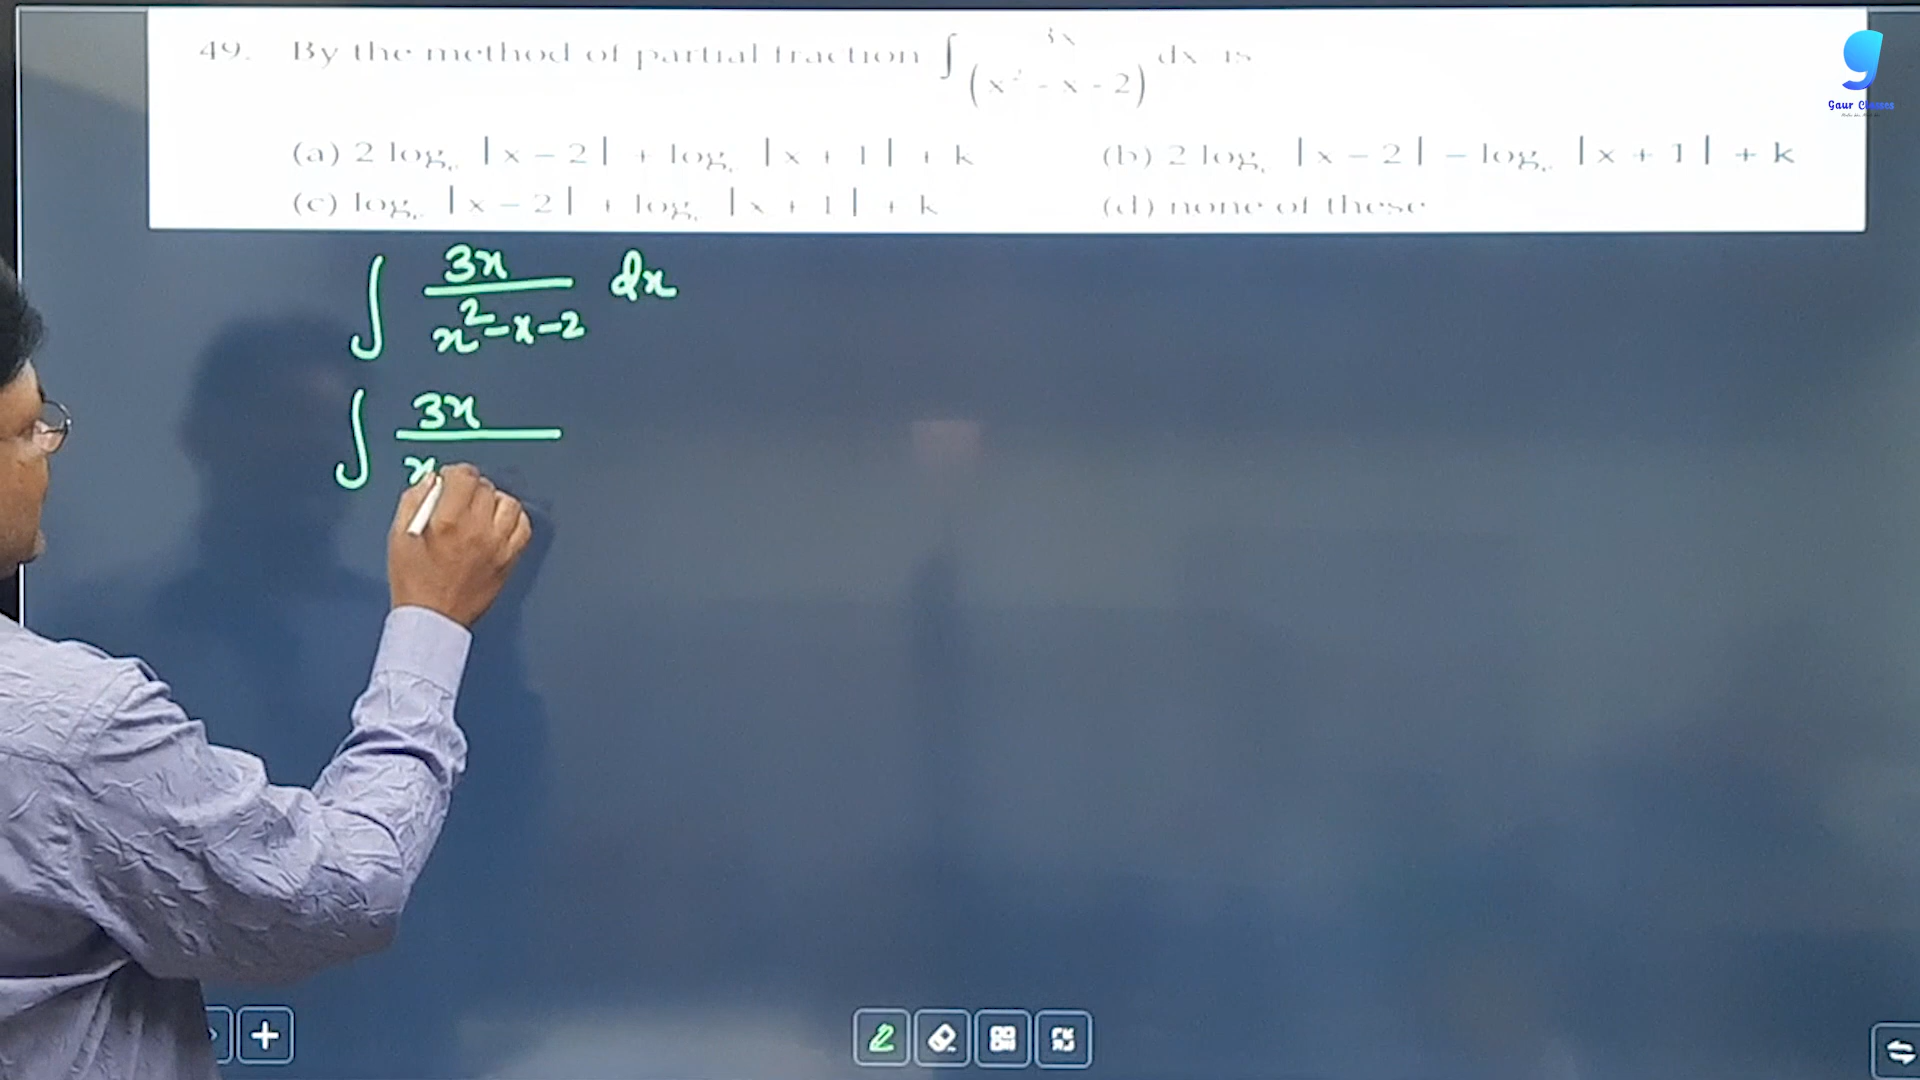 49. By the method of partial fraction ∫ 3x / (x² - x - 2) dx is
(a) 2 logₑ |x - 2| + logₑ |x + 1| + k
(b) 2 logₑ |x - 2| - logₑ |x + 1| + k
(c) logₑ |x - 2| + logₑ |x + 1| + k
(d) none of these
Gaur Classes
∫ 3x / x²-x-2 dx
∫ 3x / x